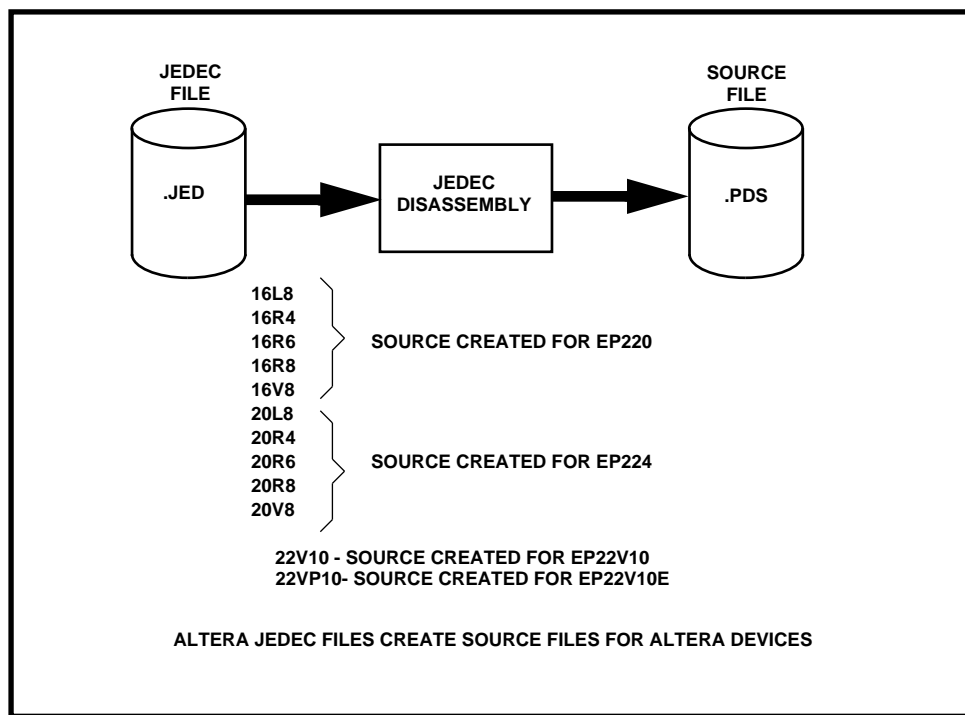 JEDEC
FILE
SOURCE
FILE
.JED
JEDEC
DISASSEMBLY
.PDS
16L8
16R4
16R6
16R8
16V8
SOURCE CREATED FOR EP220
20L8
20R4
20R6
20R8
20V8
SOURCE CREATED FOR EP224
22V10 - SOURCE CREATED FOR EP22V10
22VP10- SOURCE CREATED FOR EP22V10E
ALTERA JEDEC FILES CREATE SOURCE FILES FOR ALTERA DEVICES